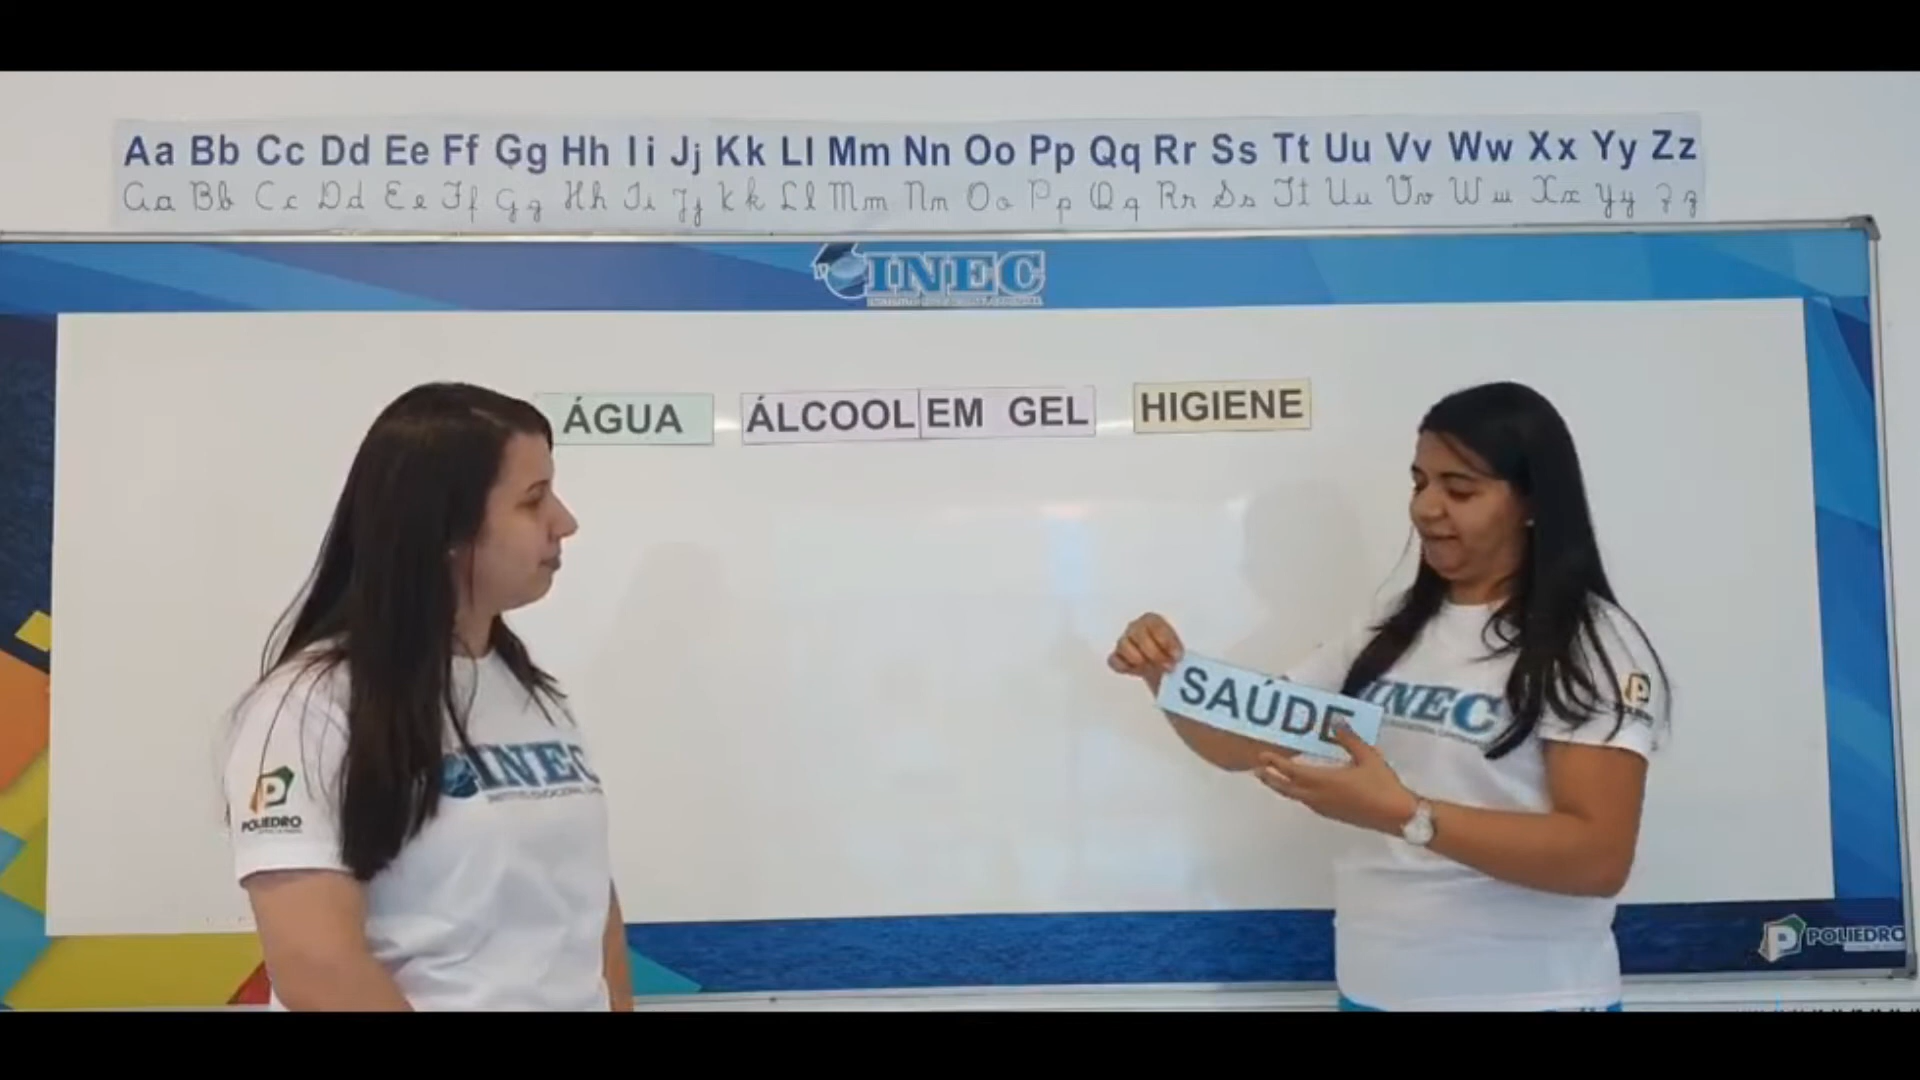 Aa Bb Cc Dd Ee Ff Gg Hh Ii Jj Kk Ll Mm Nn Oo Pp Qq Rr Ss Tt Uu Vv Ww Xx Yy Zz
Aa Bb Cc Dd Ee Ff Gg Hh Ii Jj Kk Ll Mm Nn Oo Pp Qq Rr Ss Tt Uu Vv Ww Xx Yy Zz
INEC
ÁGUA ÁLCOOL EM GEL HIGIENE
SAÚDE
INEC
INEC
POLIEDRO
POLIEDRO